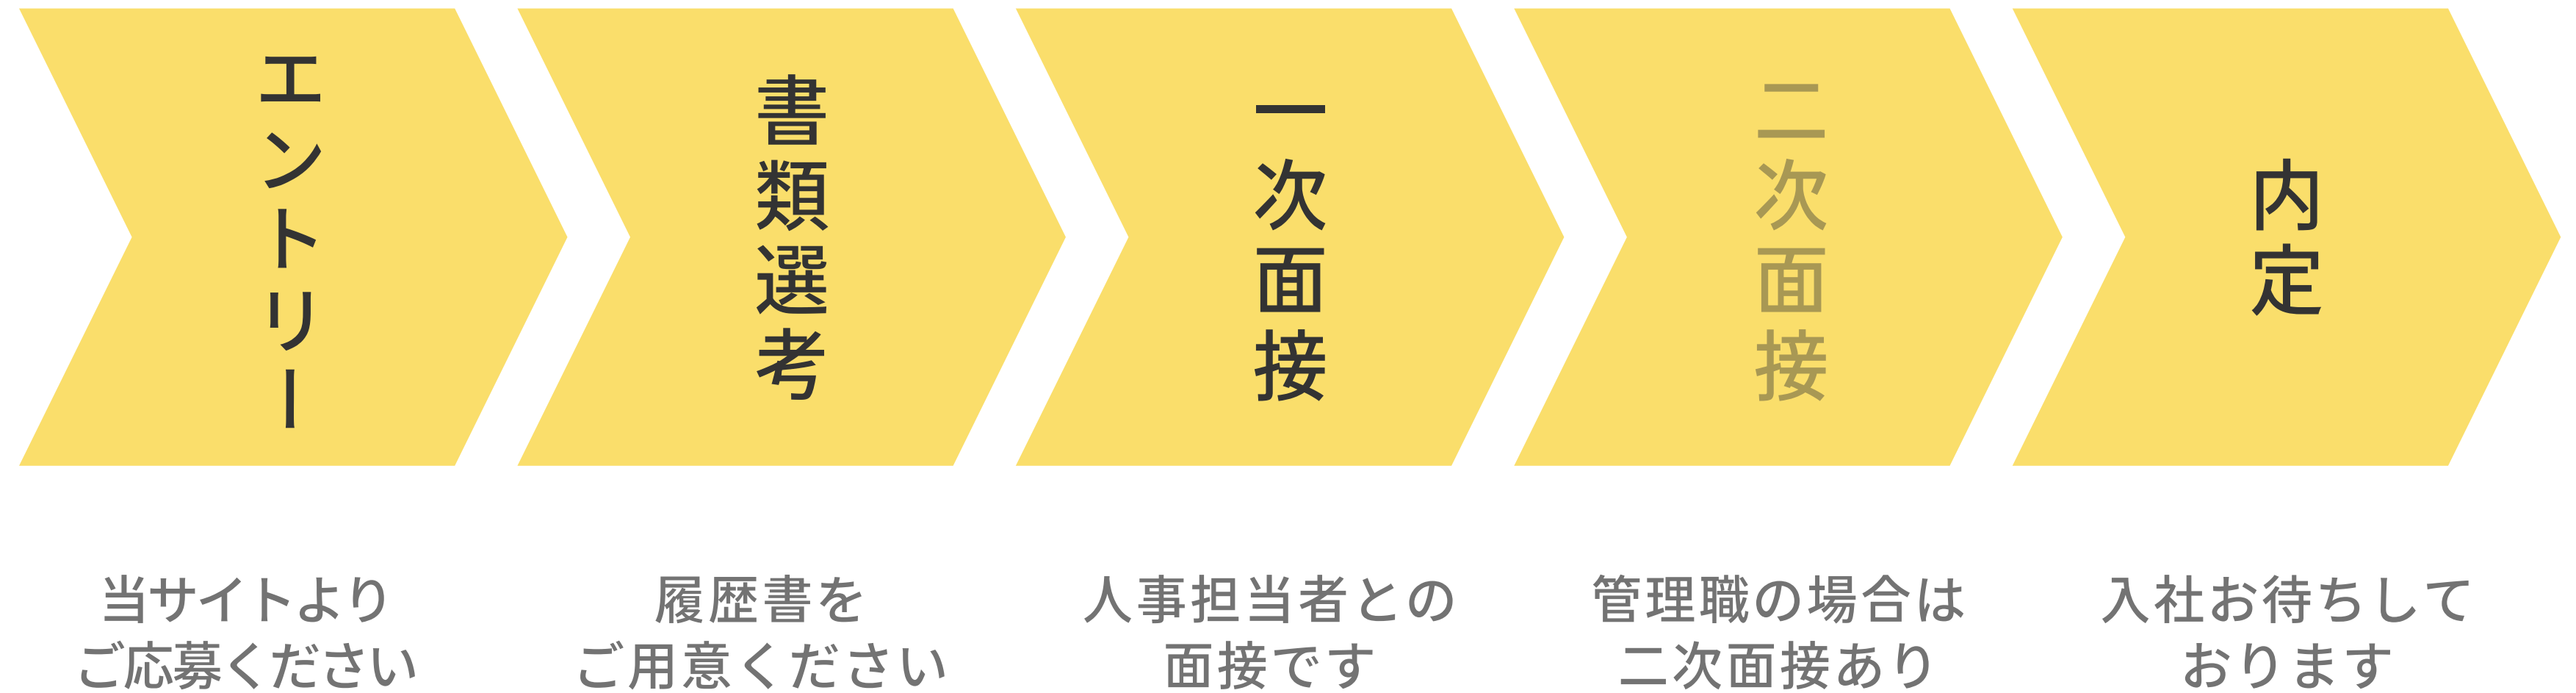 エントリー
書類選考
一次面接
二次面接
内定
当サイトより
ご応募ください
履歴書を
ご用意ください
人事担当者との
面接です
管理職の場合は
二次面接あり
入社お待ちして
おります